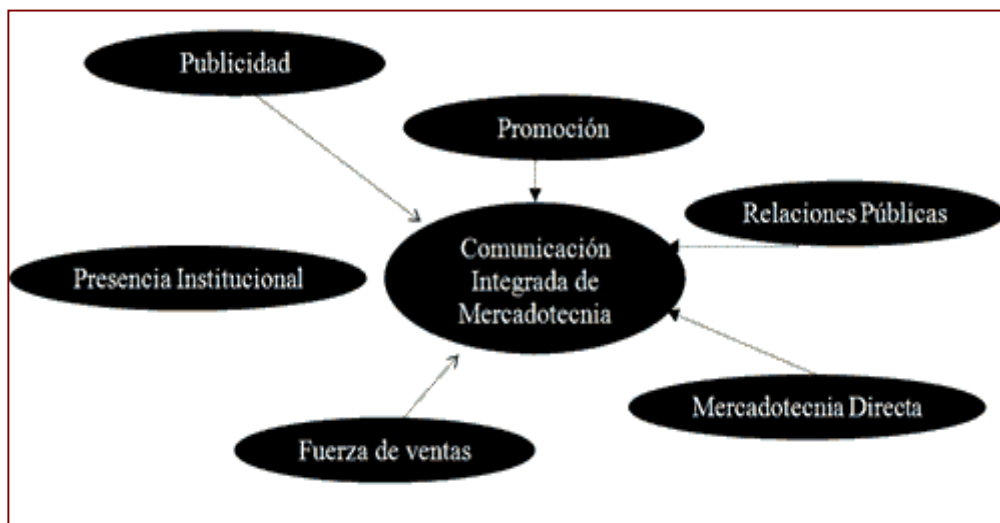 Publicidad
Promoción
Relaciones Públicas
Comunicación
Integrada de
Mercadotecnia
Presencia Institucional
Mercadotecnia Directa
Fuerza de ventas